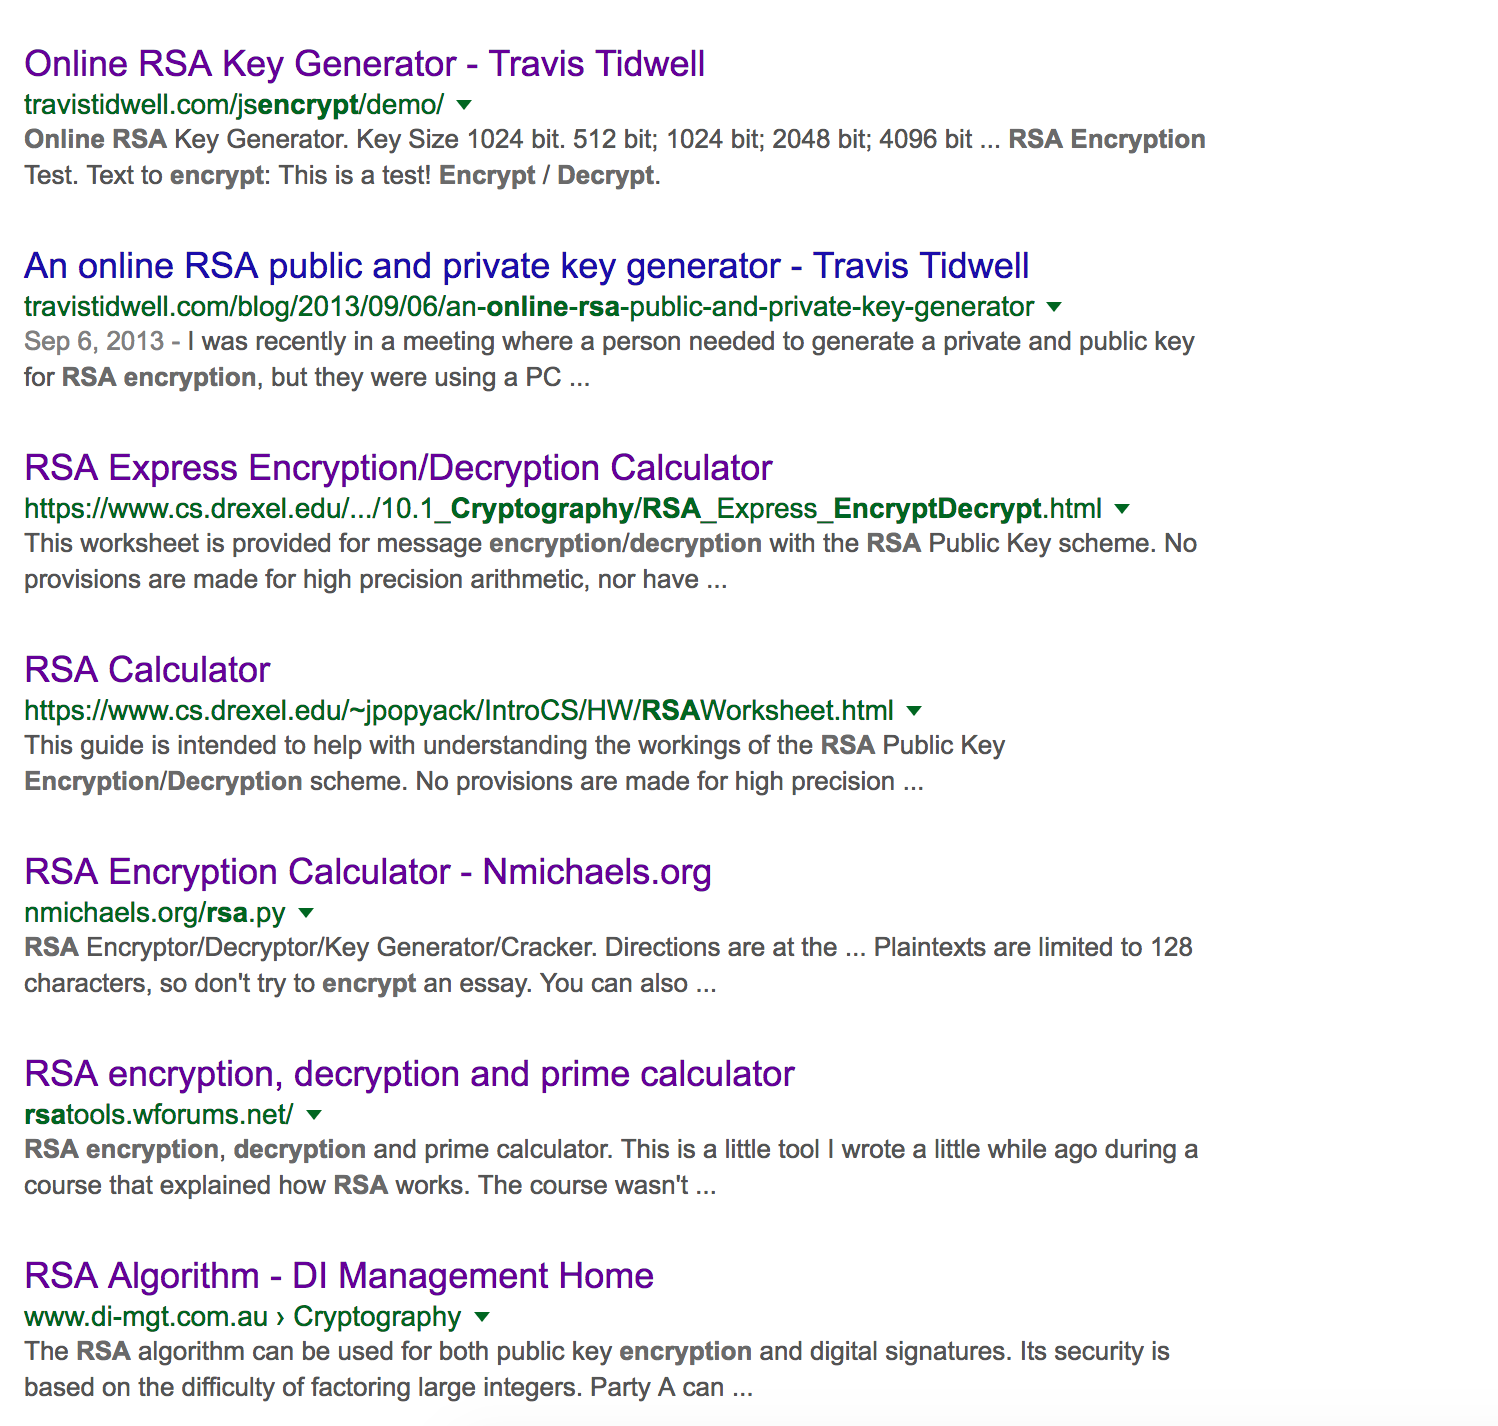 Online RSA Key Generator - Travis Tidwell
travistidwell.com/jsencrypt/demo/
Online RSA Key Generator. Key Size 1024 bit. 512 bit; 1024 bit; 2048 bit; 4096 bit ... RSA Encryption
Test. Text to encrypt: This is a test! Encrypt / Decrypt.
An online RSA public and private key generator - Travis Tidwell
travistidwell.com/blog/2013/09/06/an-online-rsa-public-and-private-key-generator
Sep 6, 2013 - I was recently in a meeting where a person needed to generate a private and public key
for RSA encryption, but they were using a PC ...
RSA Express Encryption/Decryption Calculator
https://www.cs.drexel.edu/.../10.1_Cryptography/RSA_Express_EncryptDecrypt.html
This worksheet is provided for message encryption/decryption with the RSA Public Key scheme. No
provisions are made for high precision arithmetic, nor have ...
RSA Calculator
https://www.cs.drexel.edu/~jpopyack/IntroCS/HW/RSAWorksheet.html
This guide is intended to help with understanding the workings of the RSA Public Key
Encryption/Decryption scheme. No provisions are made for high precision ...
RSA Encryption Calculator - Nmichaels.org
nmichaels.org/rsa.py
RSA Encryptor/Decryptor/Key Generator/Cracker. Directions are at the ... Plaintexts are limited to 128
characters, so don't try to encrypt an essay. You can also ...
RSA encryption, decryption and prime calculator
rsatools.wforums.net/
RSA encryption, decryption and prime calculator. This is a little tool I wrote a little while ago during a
course that explained how RSA works. The course wasn't ...
RSA Algorithm - DI Management Home
www.di-mgt.com.au › Cryptography
The RSA algorithm can be used for both public key encryption and digital signatures. Its security is
based on the difficulty of factoring large integers. Party A can ...